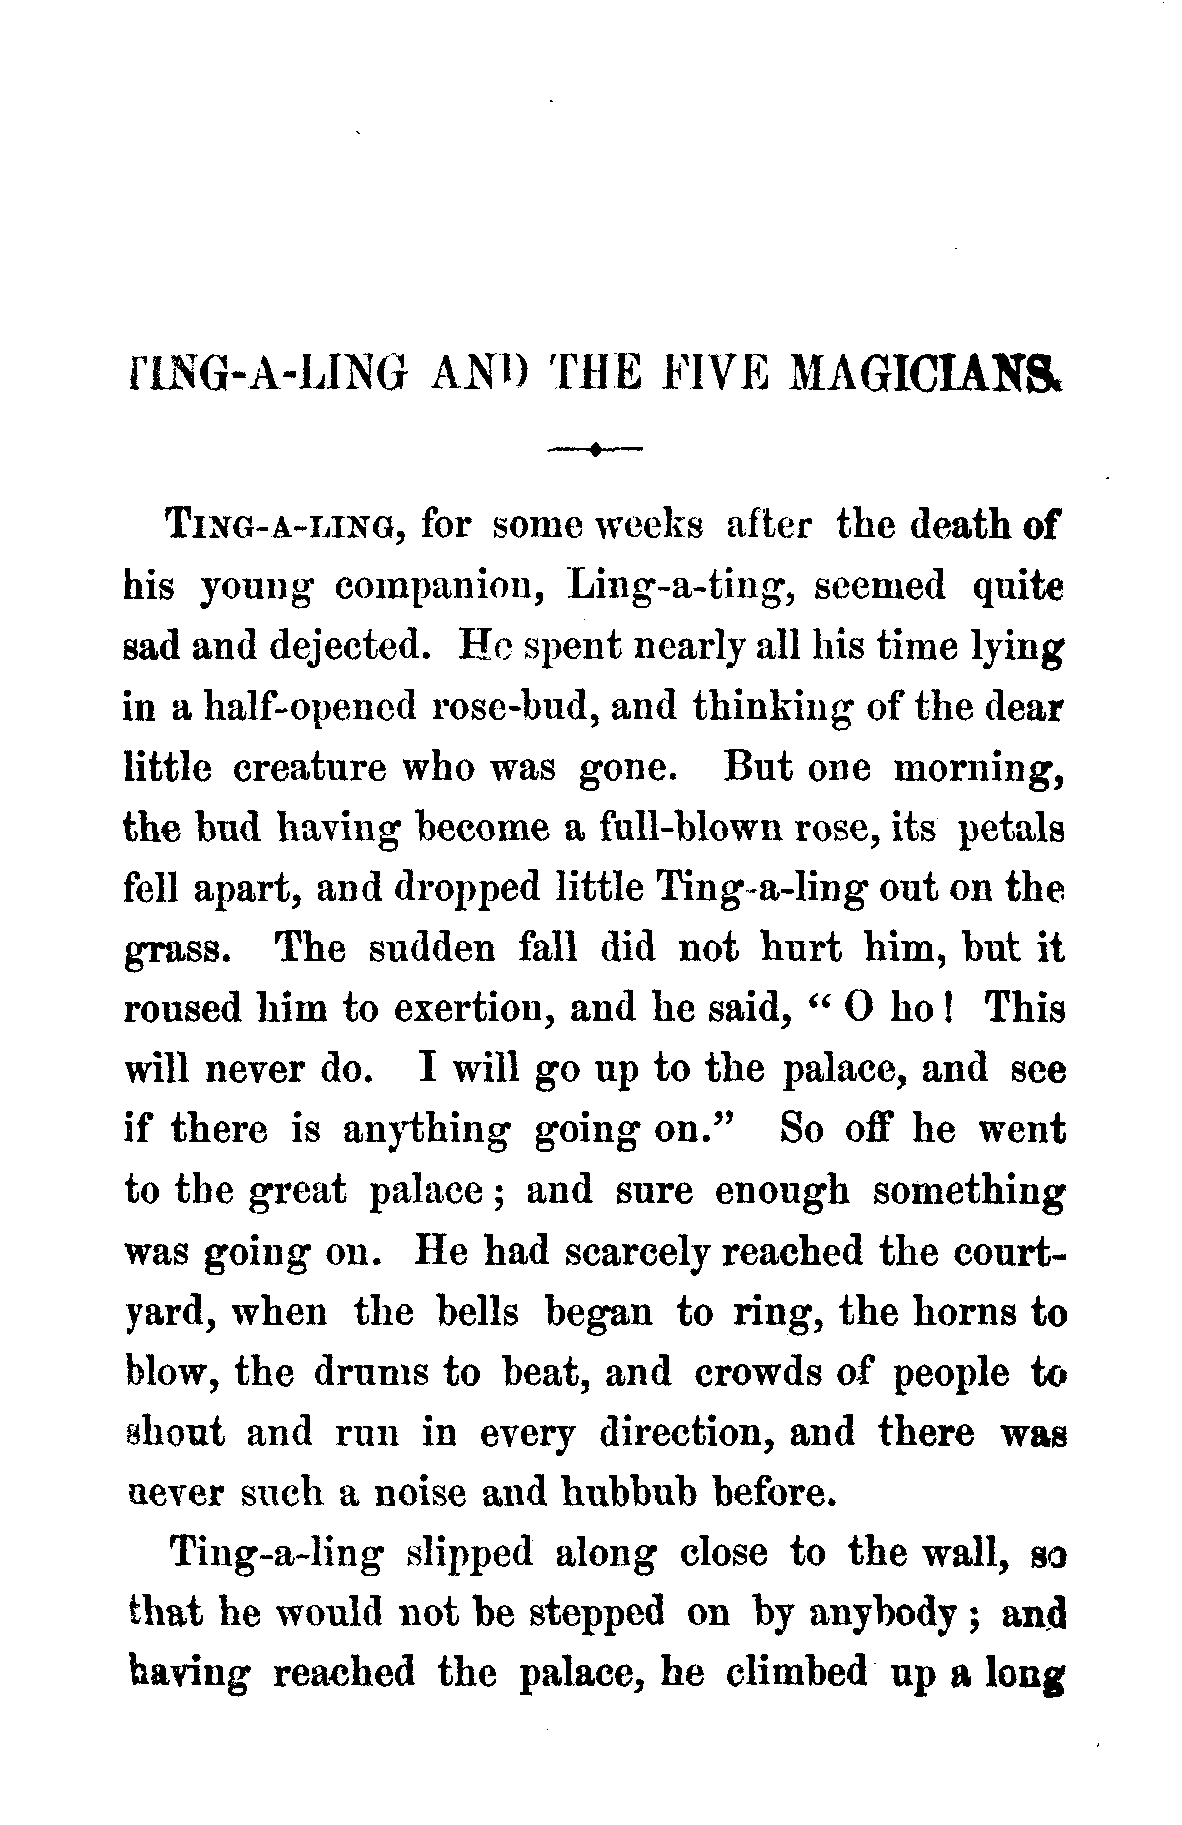 TING-A-LING AND THE FIVE MAGICIANS.
TING-A-LING, for some weeks after the death of
his young companion, Ling-a-ting, seemed quite
sad and dejected. He spent nearly all his time lying
in a half-opened rose-bud, and thinking of the dear
little creature who was gone. But one morning,
the bud having become a full-blown rose, its petals
fell apart, and dropped little Ting-a-ling out on the
grass. The sudden fall did not hurt him, but it
roused him to exertion, and he said, “ O ho ! This
will never do. I will go up to the palace, and see
if there is anything going on.” So off he went
to the great palace ; and sure enough something
was going on. He had scarcely reached the court-
yard, when the bells began to ring, the horns to
blow, the drums to beat, and crowds of people to
shout and run in every direction, and there was
never such a noise and hubbub before.
Ting-a-ling slipped along close to the wall, so
that he would not be stepped on by anybody ; and
having reached the palace, he climbed up a long